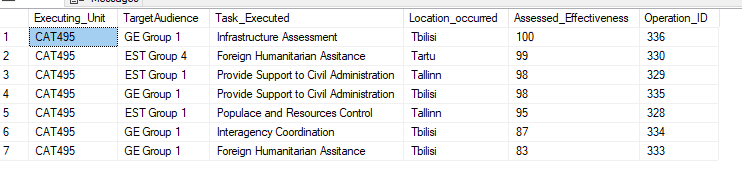 Messages
Executing_Unit TargetAudience Task_Executed Location_occurred Assessed_Effectiveness Operation_ID
1 CAT495 GE Group 1 Infrastructure Assessment Tbilisi 100 336
2 CAT495 EST Group 4 Foreign Humanitarian Assitance Tartu 99 330
3 CAT495 EST Group 1 Provide Support to Civil Administration Tallinn 98 329
4 CAT495 GE Group 1 Provide Support to Civil Administration Tbilisi 98 335
5 CAT495 EST Group 1 Populace and Resources Control Tallinn 95 328
6 CAT495 GE Group 1 Interagency Coordination Tbilisi 87 334
7 CAT495 GE Group 1 Foreign Humanitarian Assitance Tbilisi 83 333